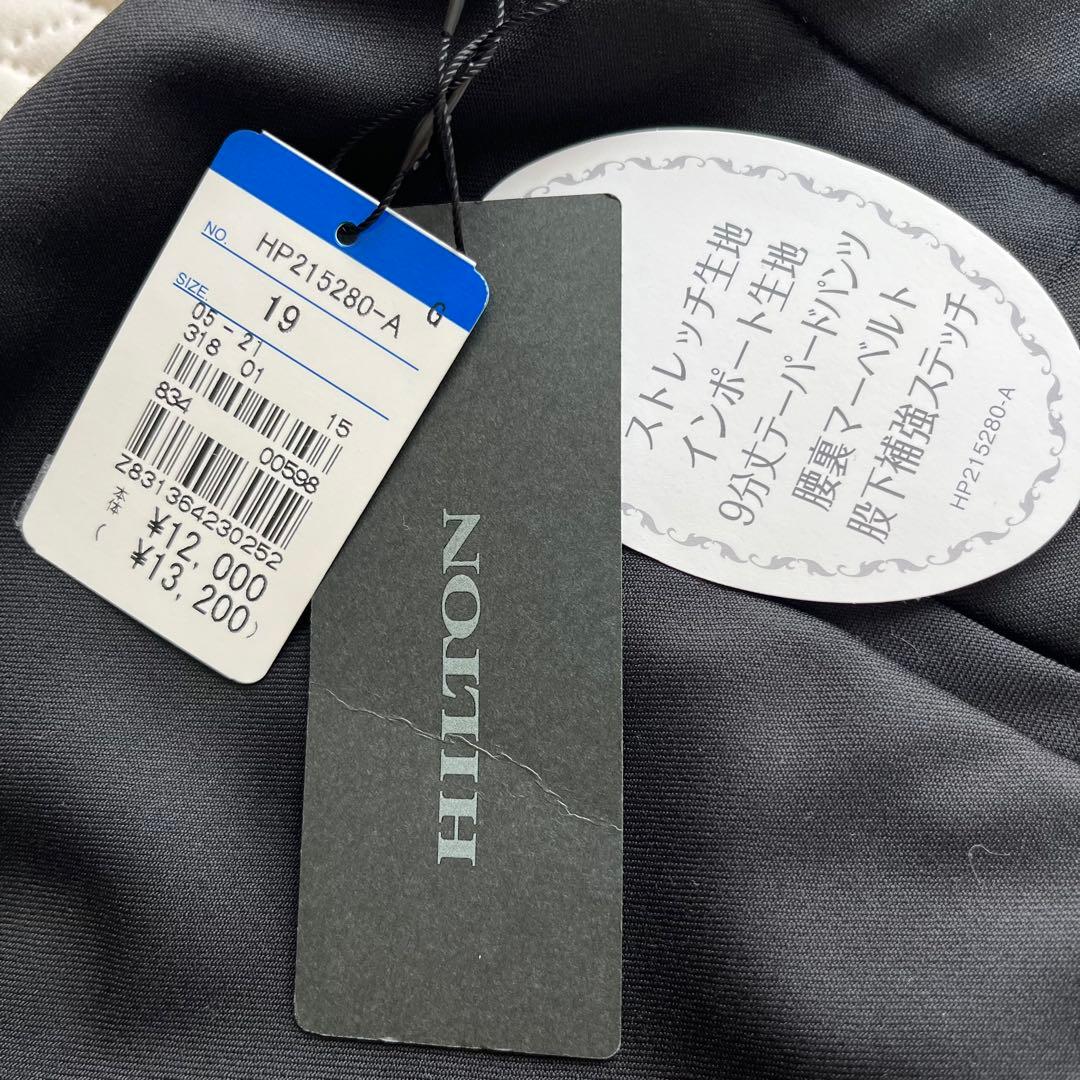 NO. HP215280-A G
SIZE. 19
05-21
318 01
15
834 00598
Z831364230252
本体 ¥12,000
(¥13,200)
HILTON
ストレッチ生地
インポート生地
9分丈テーパードパンツ
腰裏マーベルト
股下補強ステッチ
HP215280-A